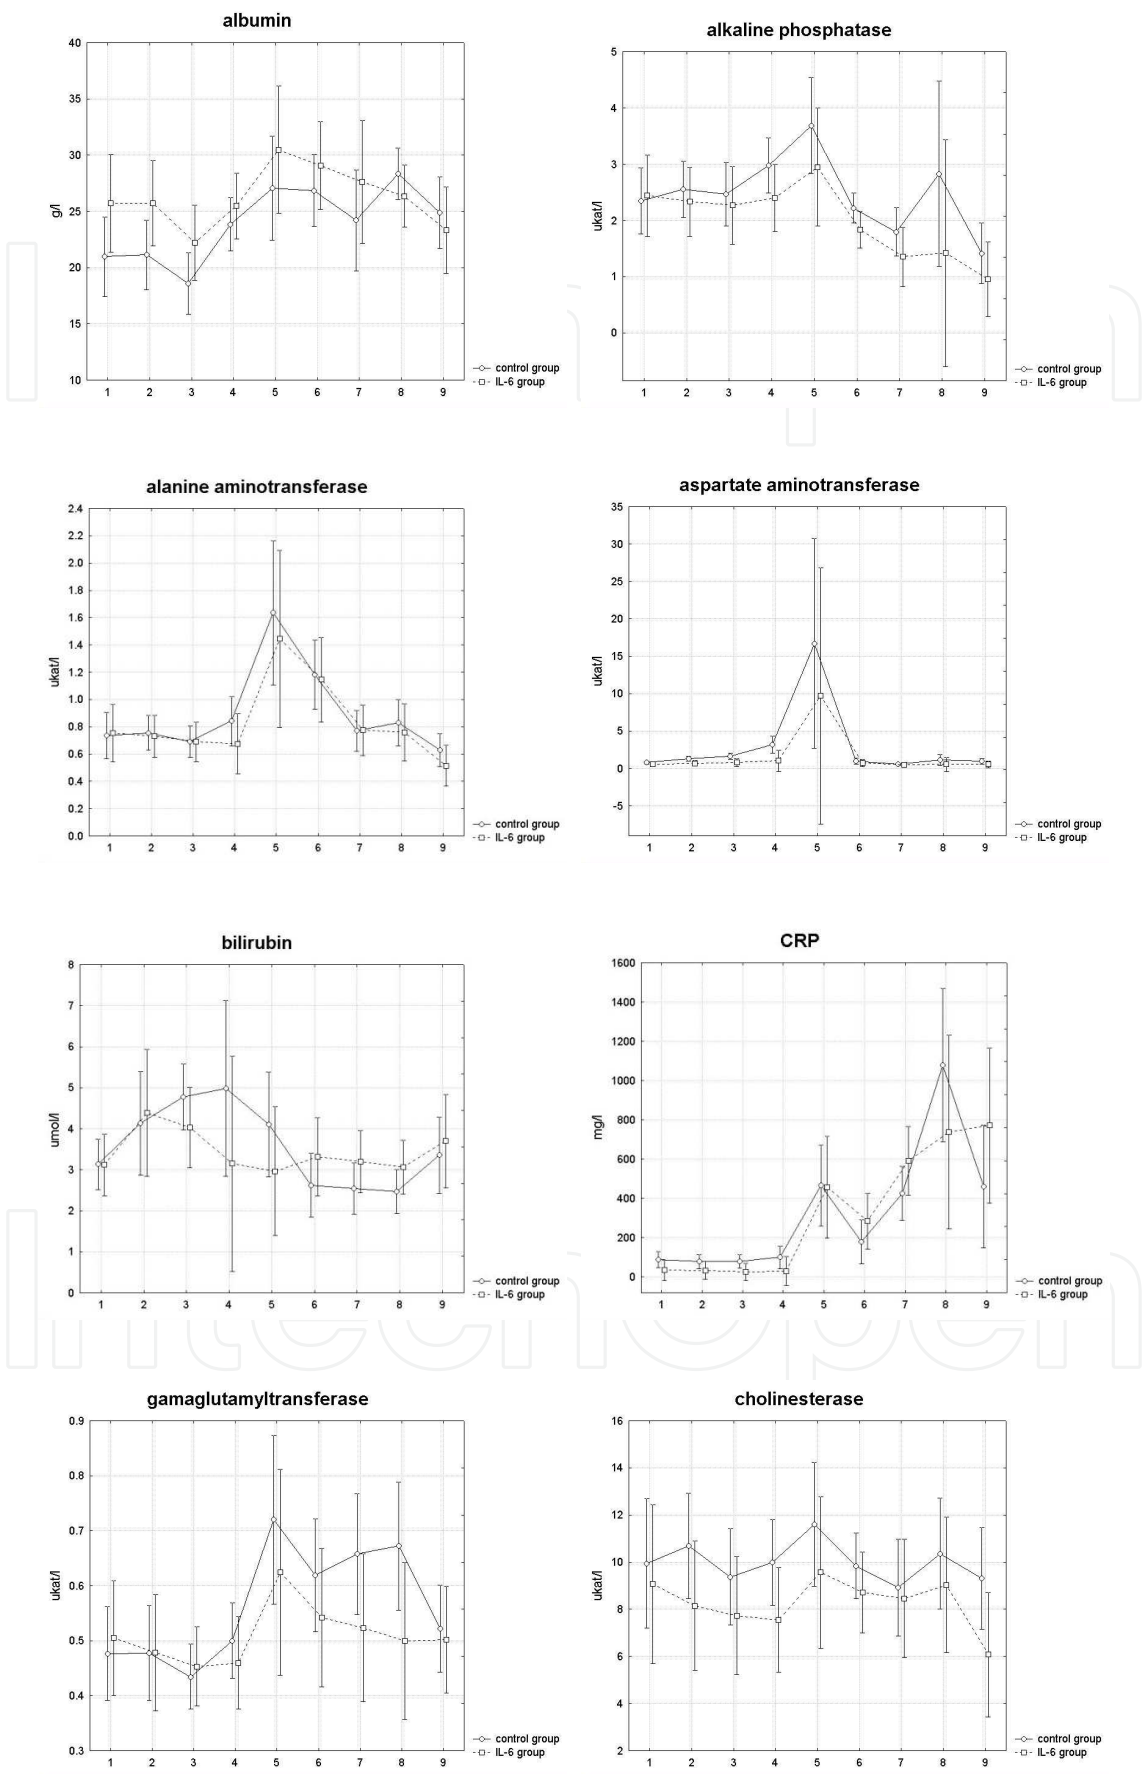 albumin
40
35
30
25
20
15
10
g/l
1 2 3 4 5 6 7 8 9
control group
IL-6 group
alkaline phosphatase
5
4
3
2
1
0
ukat/l
1 2 3 4 5 6 7 8 9
control group
IL-6 group
alanine aminotransferase
2.4
2.2
2.0
1.8
1.6
1.4
1.2
1.0
0.8
0.6
0.4
0.2
0.0
ukat/l
1 2 3 4 5 6 7 8 9
control group
IL-6 group
aspartate aminotransferase
35
30
25
20
15
10
5
0
-5
ukat/l
1 2 3 4 5 6 7 8 9
control group
IL-6 group
bilirubin
8
7
6
5
4
3
2
1
0
umol/l
1 2 3 4 5 6 7 8 9
control group
IL-6 group
CRP
1600
1400
1200
1000
800
600
400
200
0
mg/l
1 2 3 4 5 6 7 8 9
control group
IL-6 group
gamaglutamyltransferase
0.9
0.8
0.7
0.6
0.5
0.4
0.3
ukat/l
1 2 3 4 5 6 7 8 9
control group
IL-6 group
cholinesterase
16
14
12
10
8
6
4
2
ukat/l
1 2 3 4 5 6 7 8 9
control group
IL-6 group
intechopen